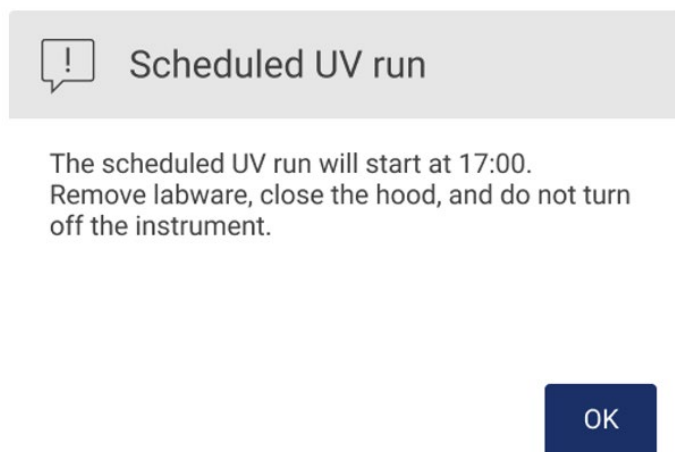 Scheduled UV run
The scheduled UV run will start at 17:00.
Remove labware, close the hood, and do not turn
off the instrument.
OK